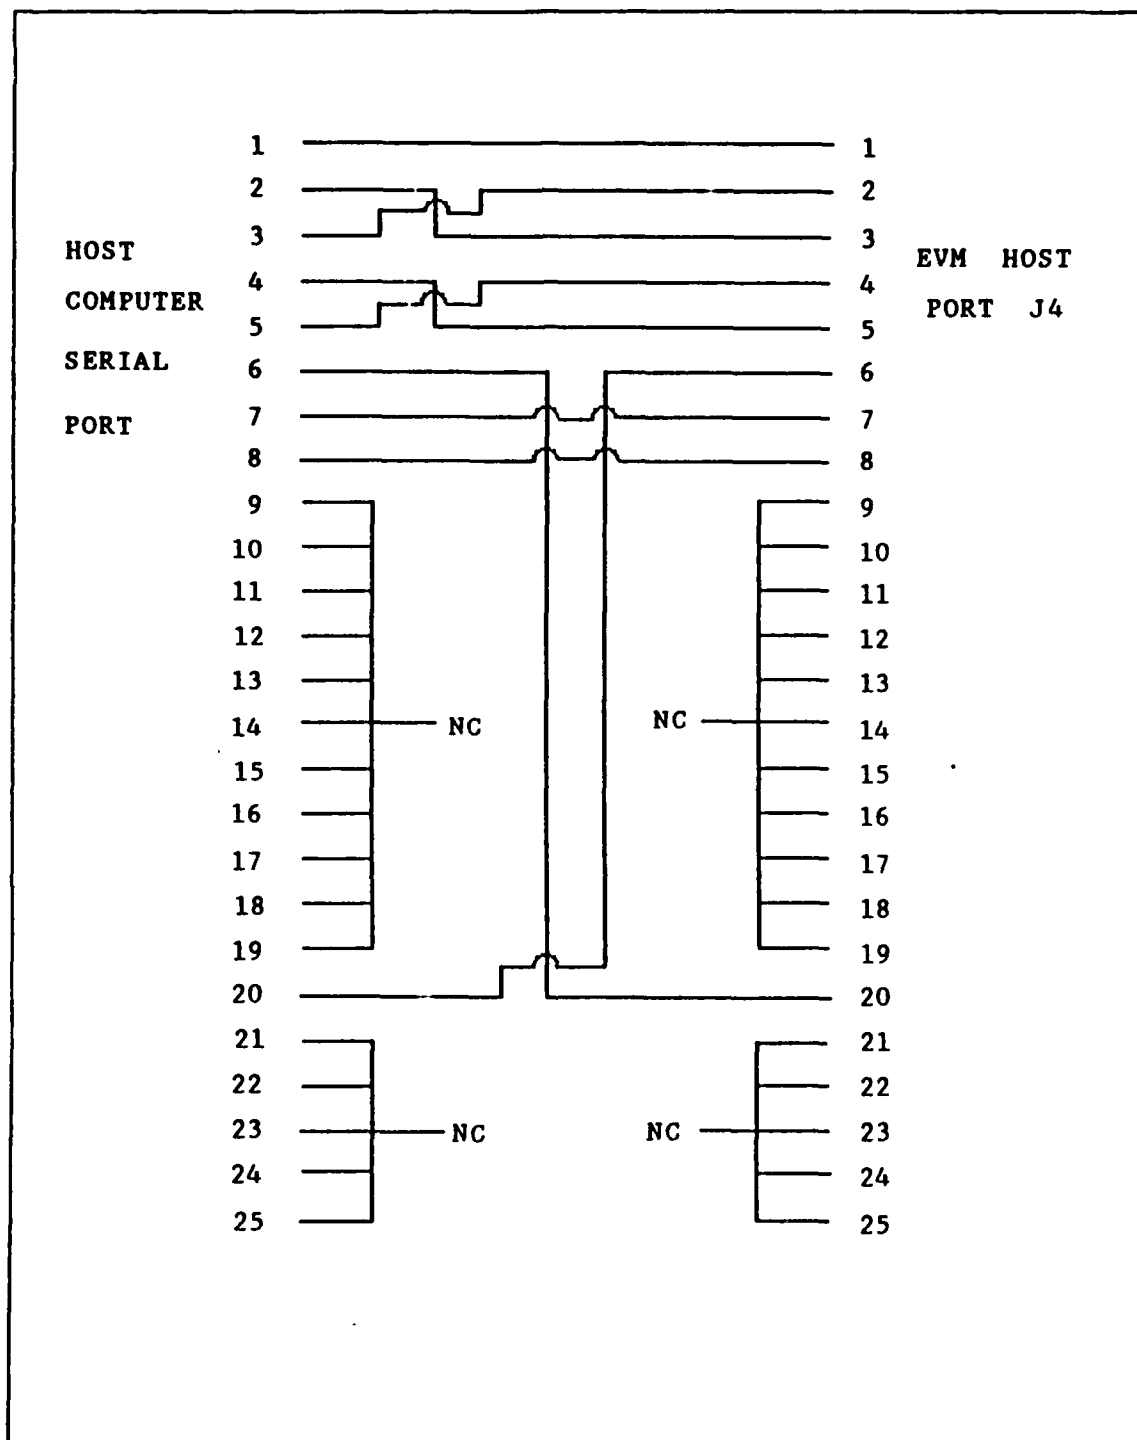 1 1
2 2
3 3
HOST
EVM HOST
4 4
COMPUTER
PORT J4
5 5
SERIAL
6 6
7 7
PORT
8 8
9 9
10 10
11 11
12 12
13 13
14 NC NC 14
15 15
16 16
17 17
18 18
19 19
20 20
21 21
22 22
23 NC NC 23
24 24
25 25